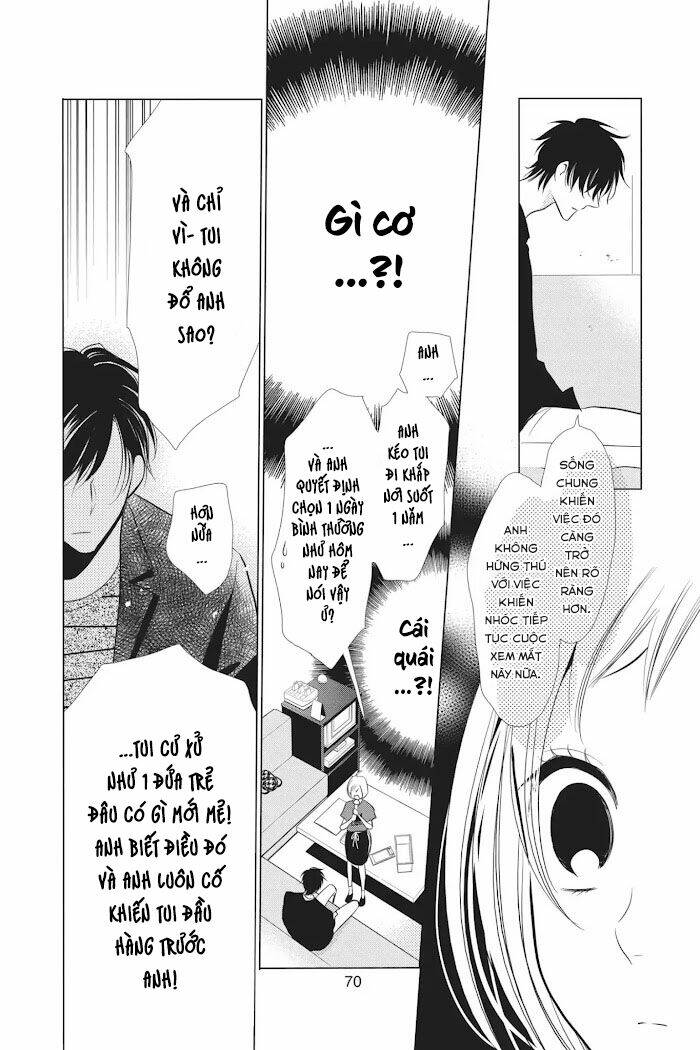 SỐNG
CHUNG KHIẾN
VIỆC ĐÓ
CÀNG
TRỞ
NÊN RÕ
RÀNG
HƠN.
ANH
KHÔNG
HỨNG THÚ
VỚI VIỆC
KHIẾN
NHÓC TIẾP
TỤC CUỘC
XEM MẮT
NÀY NỮA.
Gì cơ
...?!
ANH
...
ANH
KÉO TUI
ĐI KHẮP
NƠI SUỐT
1 NĂM
...
VÀ ANH
QUYẾT ĐỊNH
CHỌN 1 NGÀY
BÌNH THƯỜNG
NHƯ HÔM
NAY ĐỂ
NÓI VẬY
Ư?
Cái
quái
...?!
VÀ CHỈ
VÌ- TUI
KHÔNG
ĐỔ ANH
SAO?
HƠN
NỮA
...
...TUI CƯ XỬ
NHƯ 1 ĐỨA TRẺ
ĐÂU CÓ GÌ MỚI MẺ!
ANH BIẾT ĐIỀU ĐÓ
VÀ ANH LUÔN CỐ
KHIẾN TUI ĐẦU
HÀNG TRƯỚC
ANH!
70